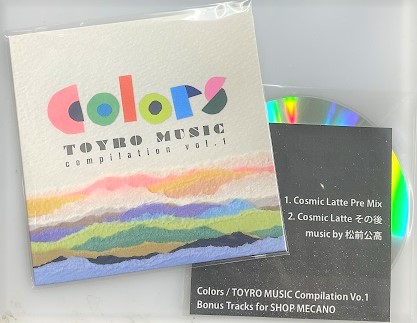 Colors
TOYRO MUSIC
compilation vol.1
1. Cosmic Latte Pre Mix
2. Cosmic Latte その後
music by 松前公高
Colors / TOYRO MUSIC Compilation Vo.1
Bonus Tracks for SHOP MECANO